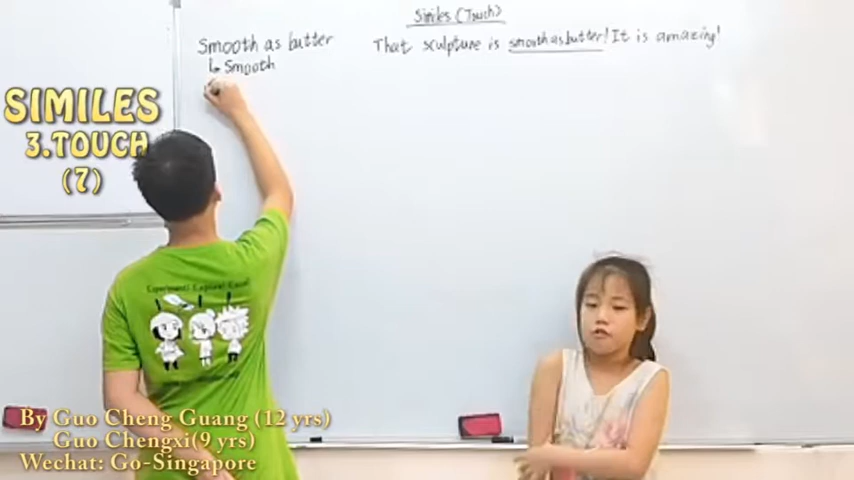 Similes (Touch)
Smooth as butter
That sculpture is smooth as butter! It is amazing!
↳ Smooth
SIMILES
3.TOUCH
(7)
Experiment! Explore! Excel!
By Guo Cheng Guang (12 yrs)
Guo Chengxi(9 yrs)
Wechat: Go-Singapore